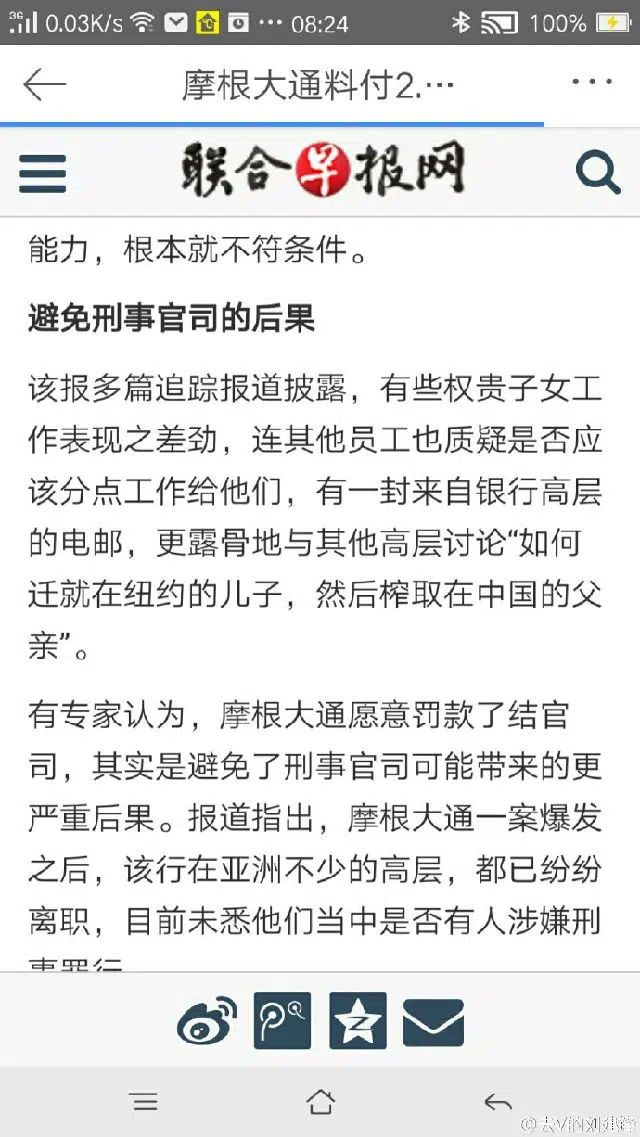 3G 0.03K/s 08:24 100%
摩根大通料付2.…
联合早报网
能力，根本就不符条件。
避免刑事官司的后果
该报多篇追踪报道披露，有些权贵子女工
作表现之差劲，连其他员工也质疑是否应
该分点工作给他们，有一封来自银行高层
的电邮，更露骨地与其他高层讨论“如何
迁就在纽约的儿子，然后榨取在中国的父
亲”。
有专家认为，摩根大通愿意罚款了结官
司，其实是避免了刑事官司可能带来的更
严重后果。报道指出，摩根大通一案爆发
之后，该行在亚洲不少的高层，都已纷纷
离职，目前未悉他们当中是否有人涉嫌刑
事罪行